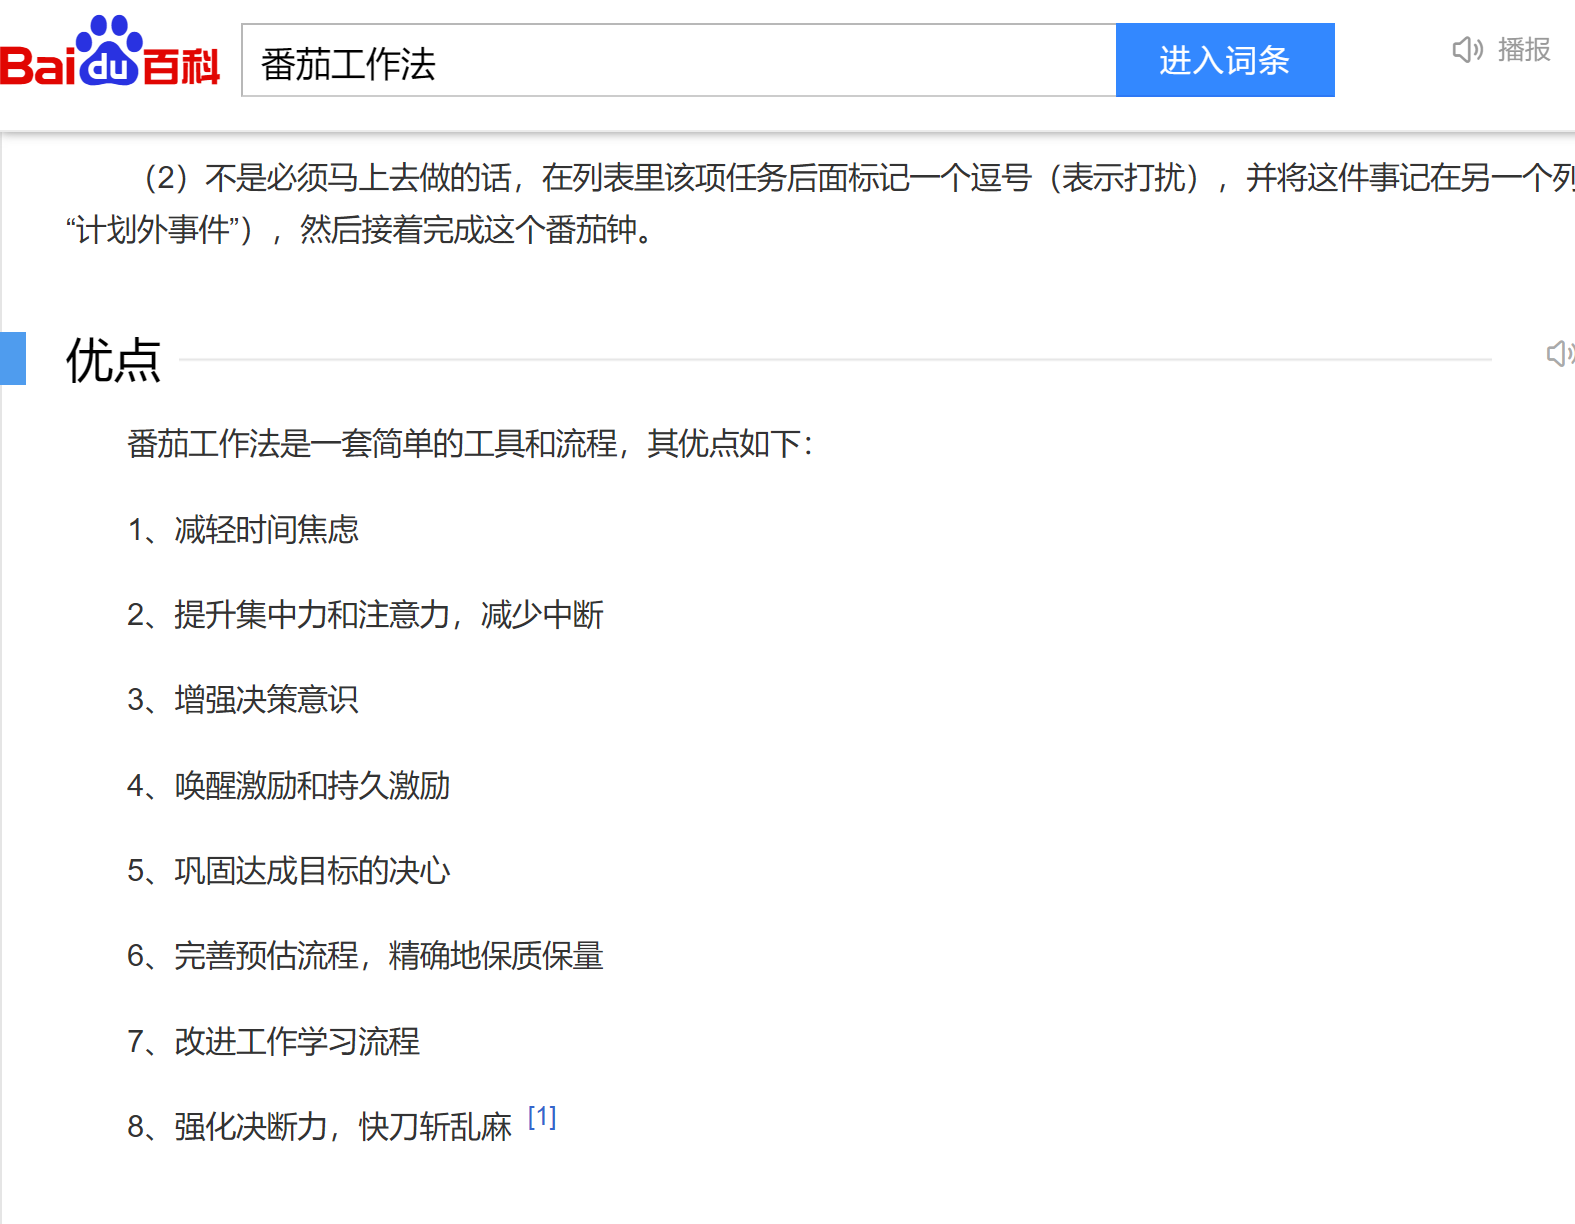 Bai du 百科
番茄工作法
进入词条
播报
（2）不是必须马上去做的话，在列表里该项任务后面标记一个逗号（表示打扰），并将这件事记在另一个列
“计划外事件”），然后接着完成这个番茄钟。
优点
番茄工作法是一套简单的工具和流程，其优点如下：
1、减轻时间焦虑
2、提升集中力和注意力，减少中断
3、增强决策意识
4、唤醒激励和持久激励
5、巩固达成目标的决心
6、完善预估流程，精确地保质保量
7、改进工作学习流程
8、强化决断力，快刀斩乱麻 [1]